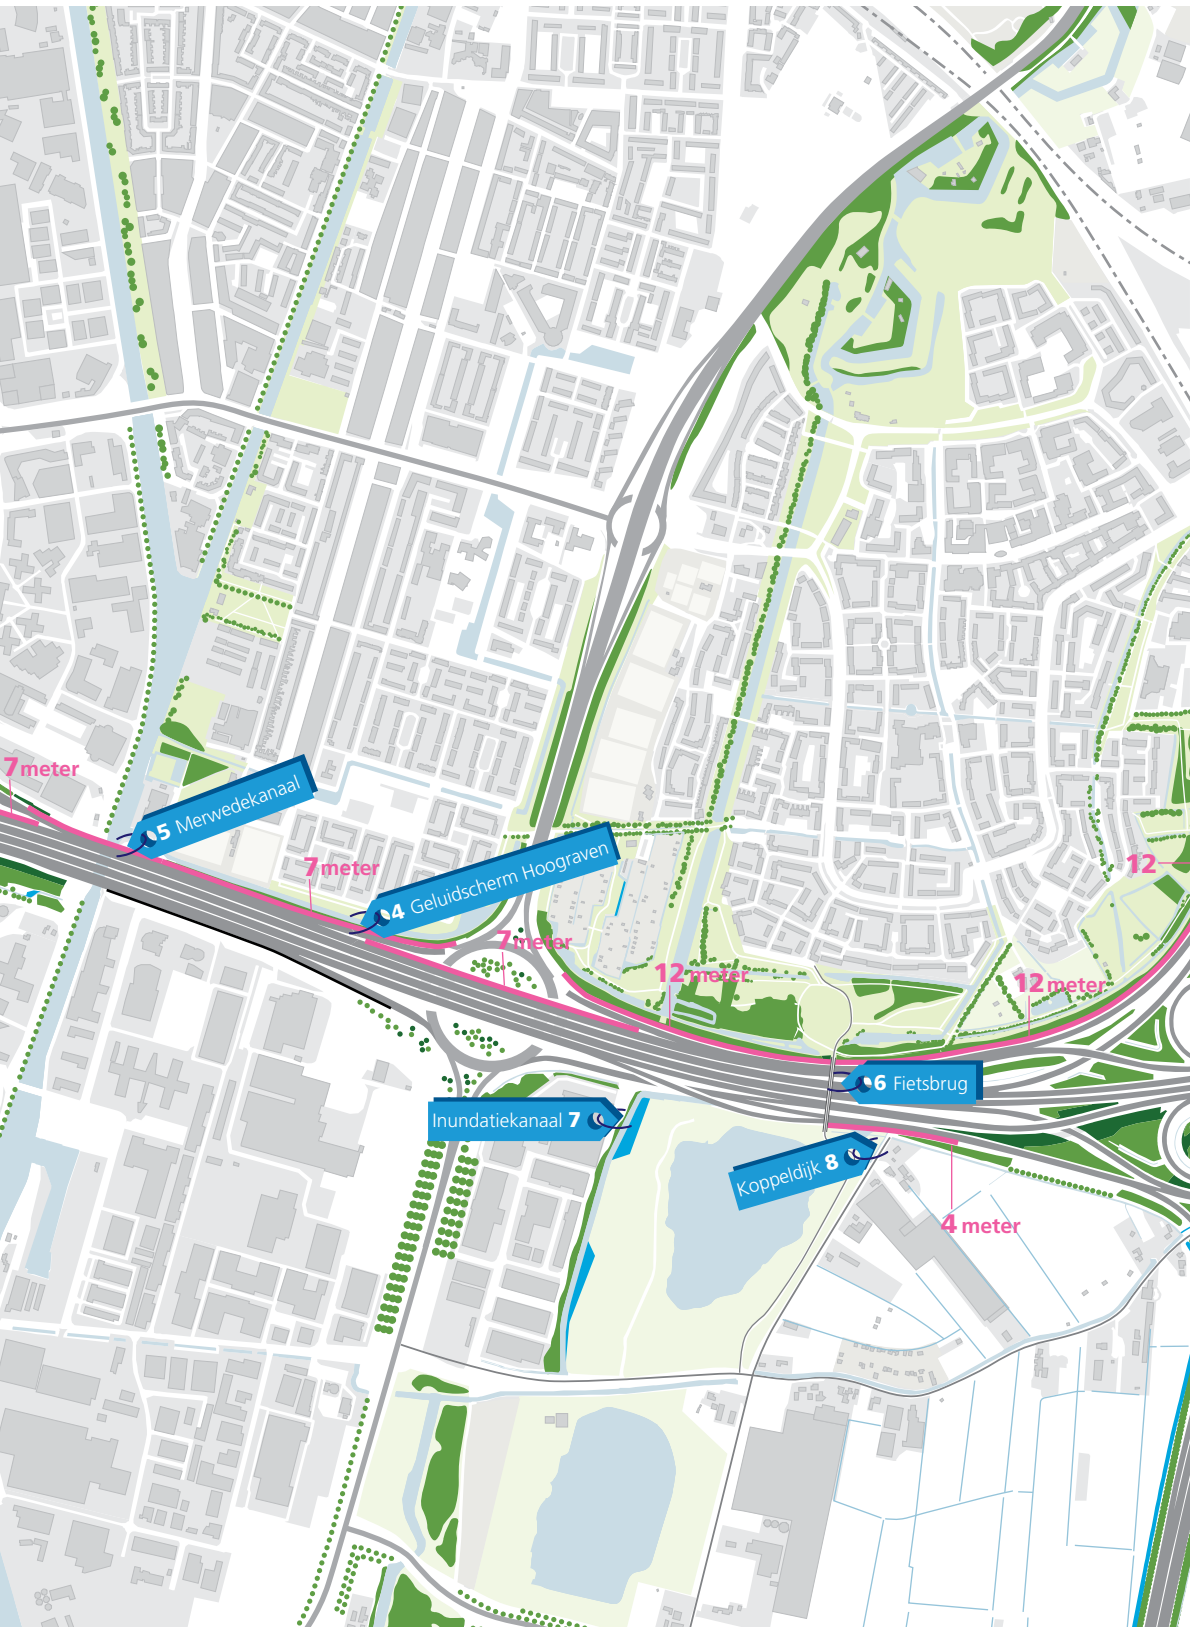 7 meter
5 Merwedekanaal
7 meter
4 Geluidscherm Hoograven
12
7 meter
12 meter
12 meter
6 Fietsbrug
Inundatiekanaal 7
Koppeldijk 8
4 meter